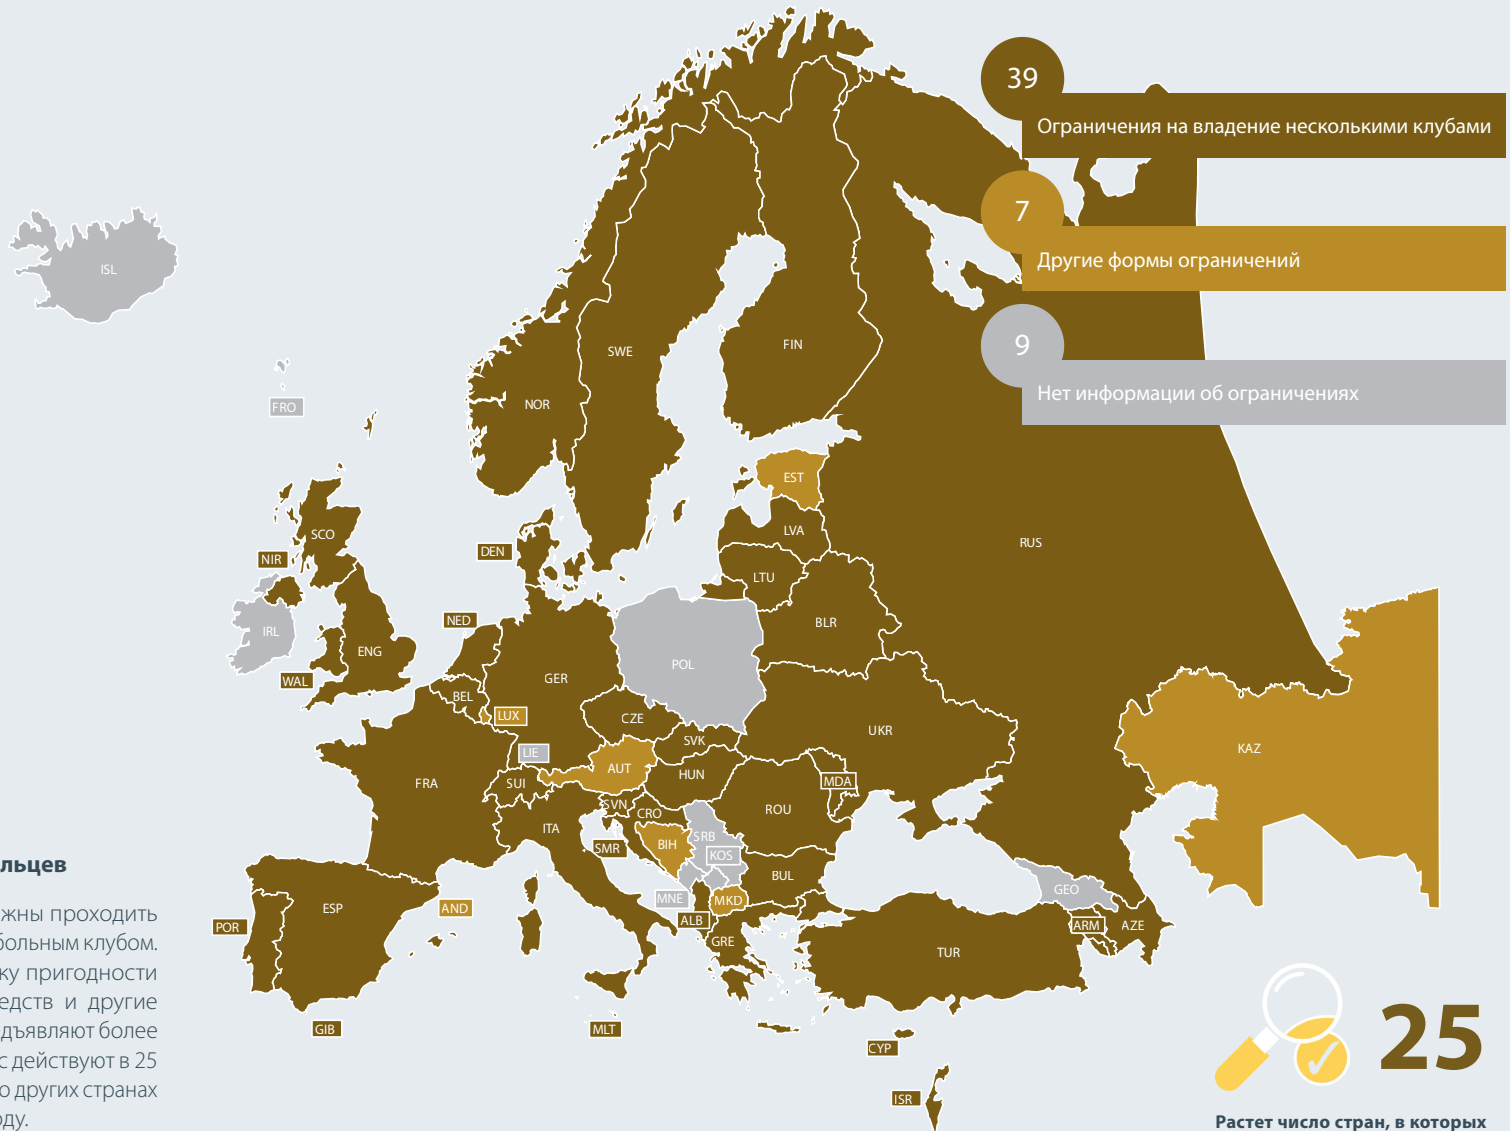 39
Ограничения на владение несколькими клубами
7
Другие формы ограничений
9
Нет информации об ограничениях
ISL
FRO
NOR
SWE
FIN
EST
LVA
LTU
RUS
SCO
NIR
DEN
IRL
ENG
NED
WAL
BEL
GER
POL
BLR
LUX
CZE
UKR
LIE
SVK
KAZ
FRA
SUI
AUT
HUN
MDA
SVN
CRO
ROU
ITA
SMR
BIH
SRB
KOS
BUL
GEO
MNE
MKD
ESP
AND
POR
ALB
GRE
ARM
AZE
TUR
GIB
MLT
CYP
ISR
льцев
жны проходить
больным клубом.
ку пригодности
едств и другие
дъявляют более
с действуют в 25
о других странах
оду.
25
Растет число стран, в которых